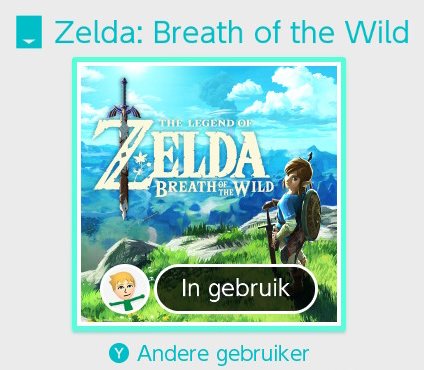 Zelda: Breath of the Wild
THE LEGEND OF
ZELDA
BREATH OF THE WILD
In gebruik
Y Andere gebruiker